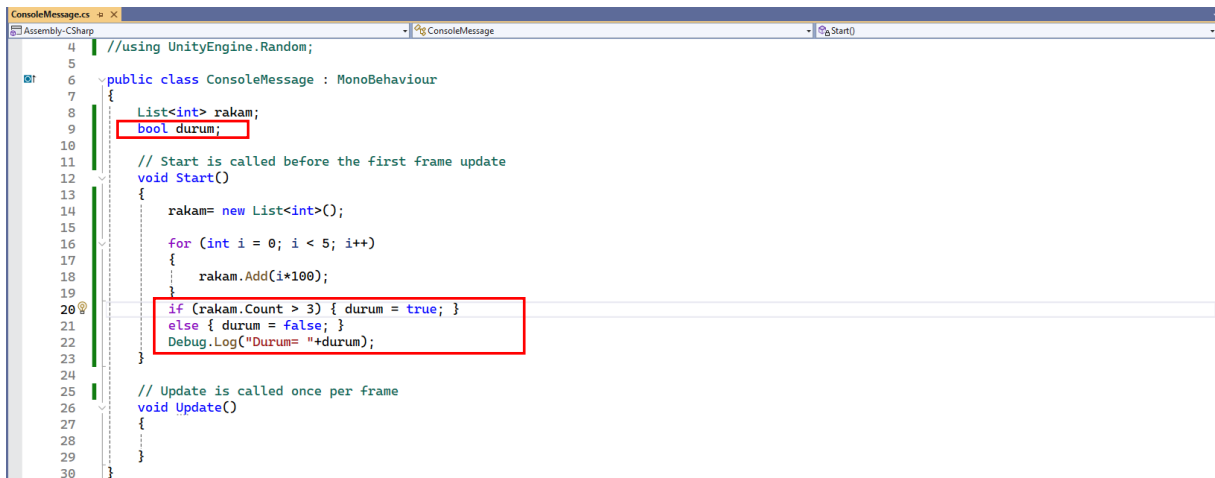 ConsoleMessage.cs
Assembly-CSharp ConsoleMessage Start()
4 //using UnityEngine.Random;
5
6 public class ConsoleMessage : MonoBehaviour
7 {
8 List<int> rakam;
9 bool durum;
10
11 // Start is called before the first frame update
12 void Start()
13 {
14 rakam= new List<int>();
15
16 for (int i = 0; i < 5; i++)
17 {
18 rakam.Add(i*100);
19 }
20 if (rakam.Count > 3) { durum = true; }
21 else { durum = false; }
22 Debug.Log("Durum= "+durum);
23 }
24
25 // Update is called once per frame
26 void Update()
27 {
28
29 }
30 }